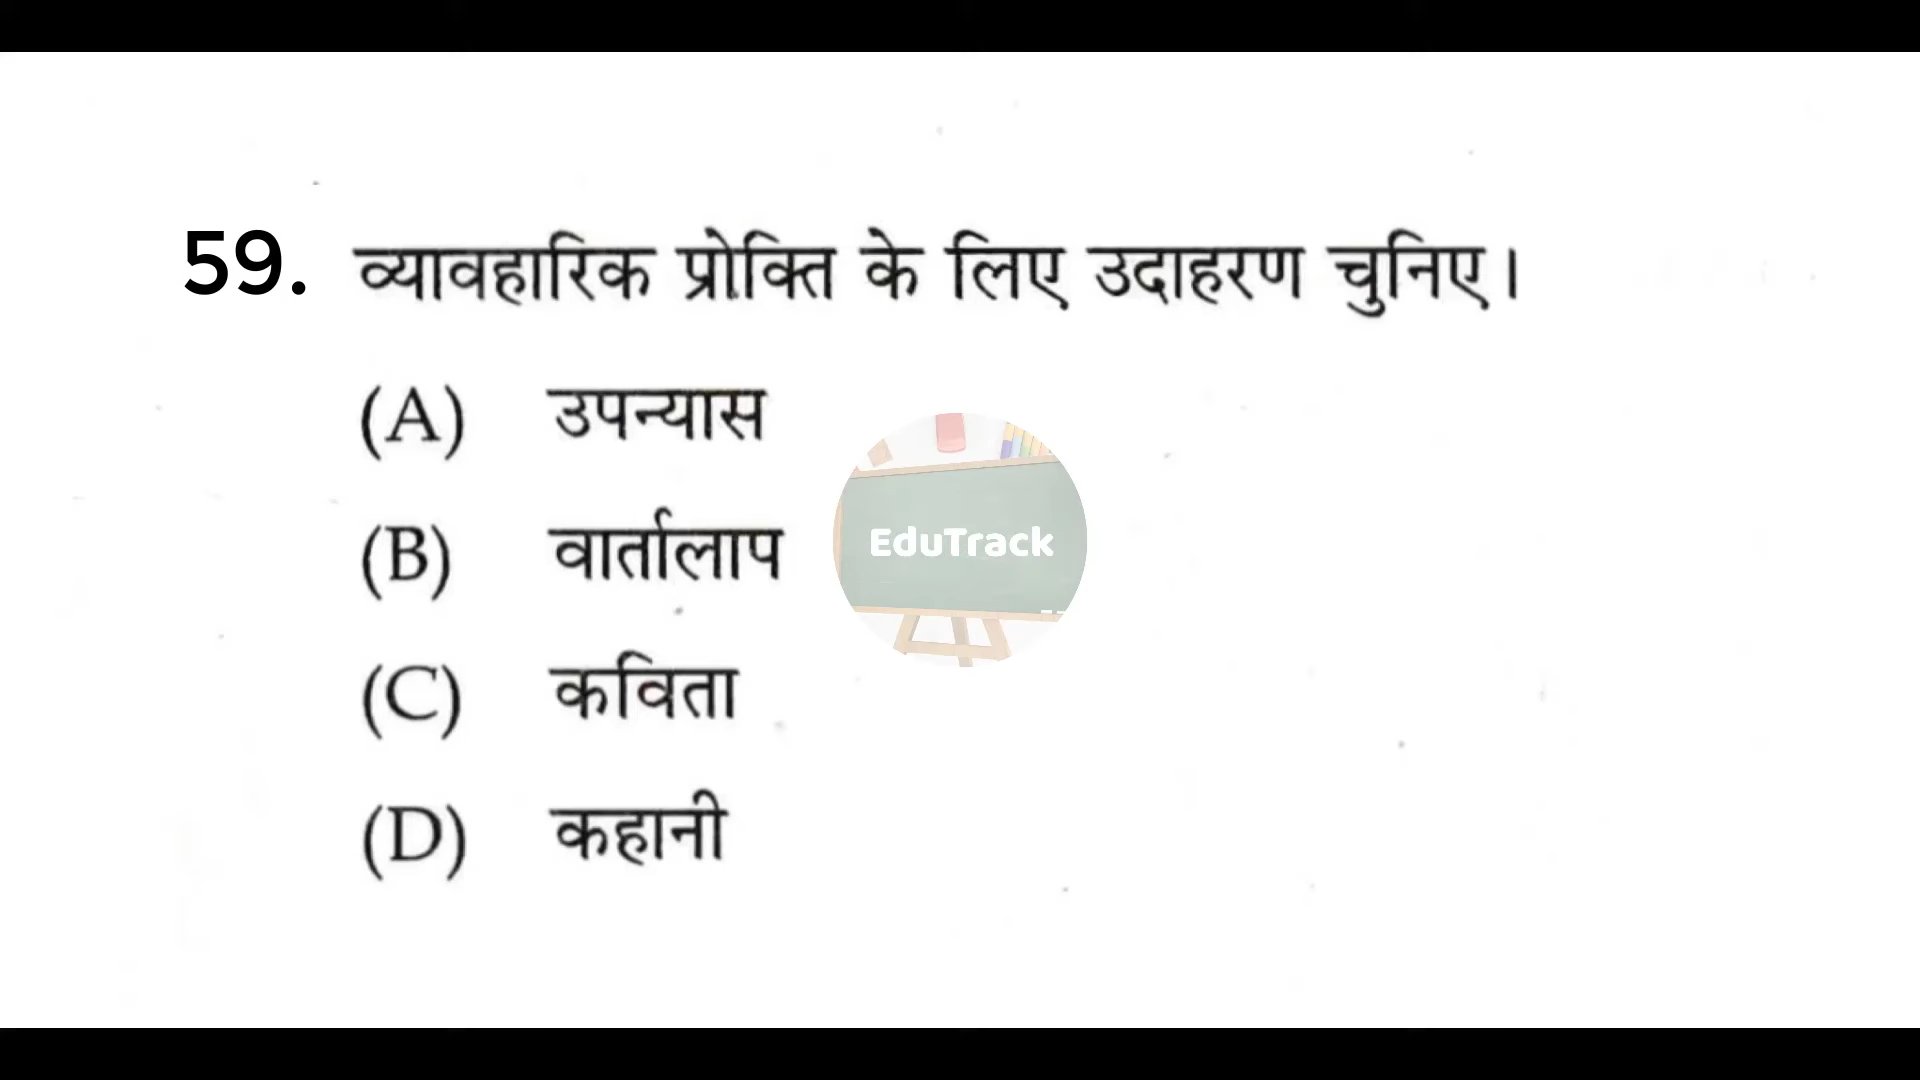 59. व्यावहारिक प्रोक्ति के लिए उदाहरण चुनिए।
(A) उपन्यास
(B) वार्तालाप
EduTrack
(C) कविता
(D) कहानी